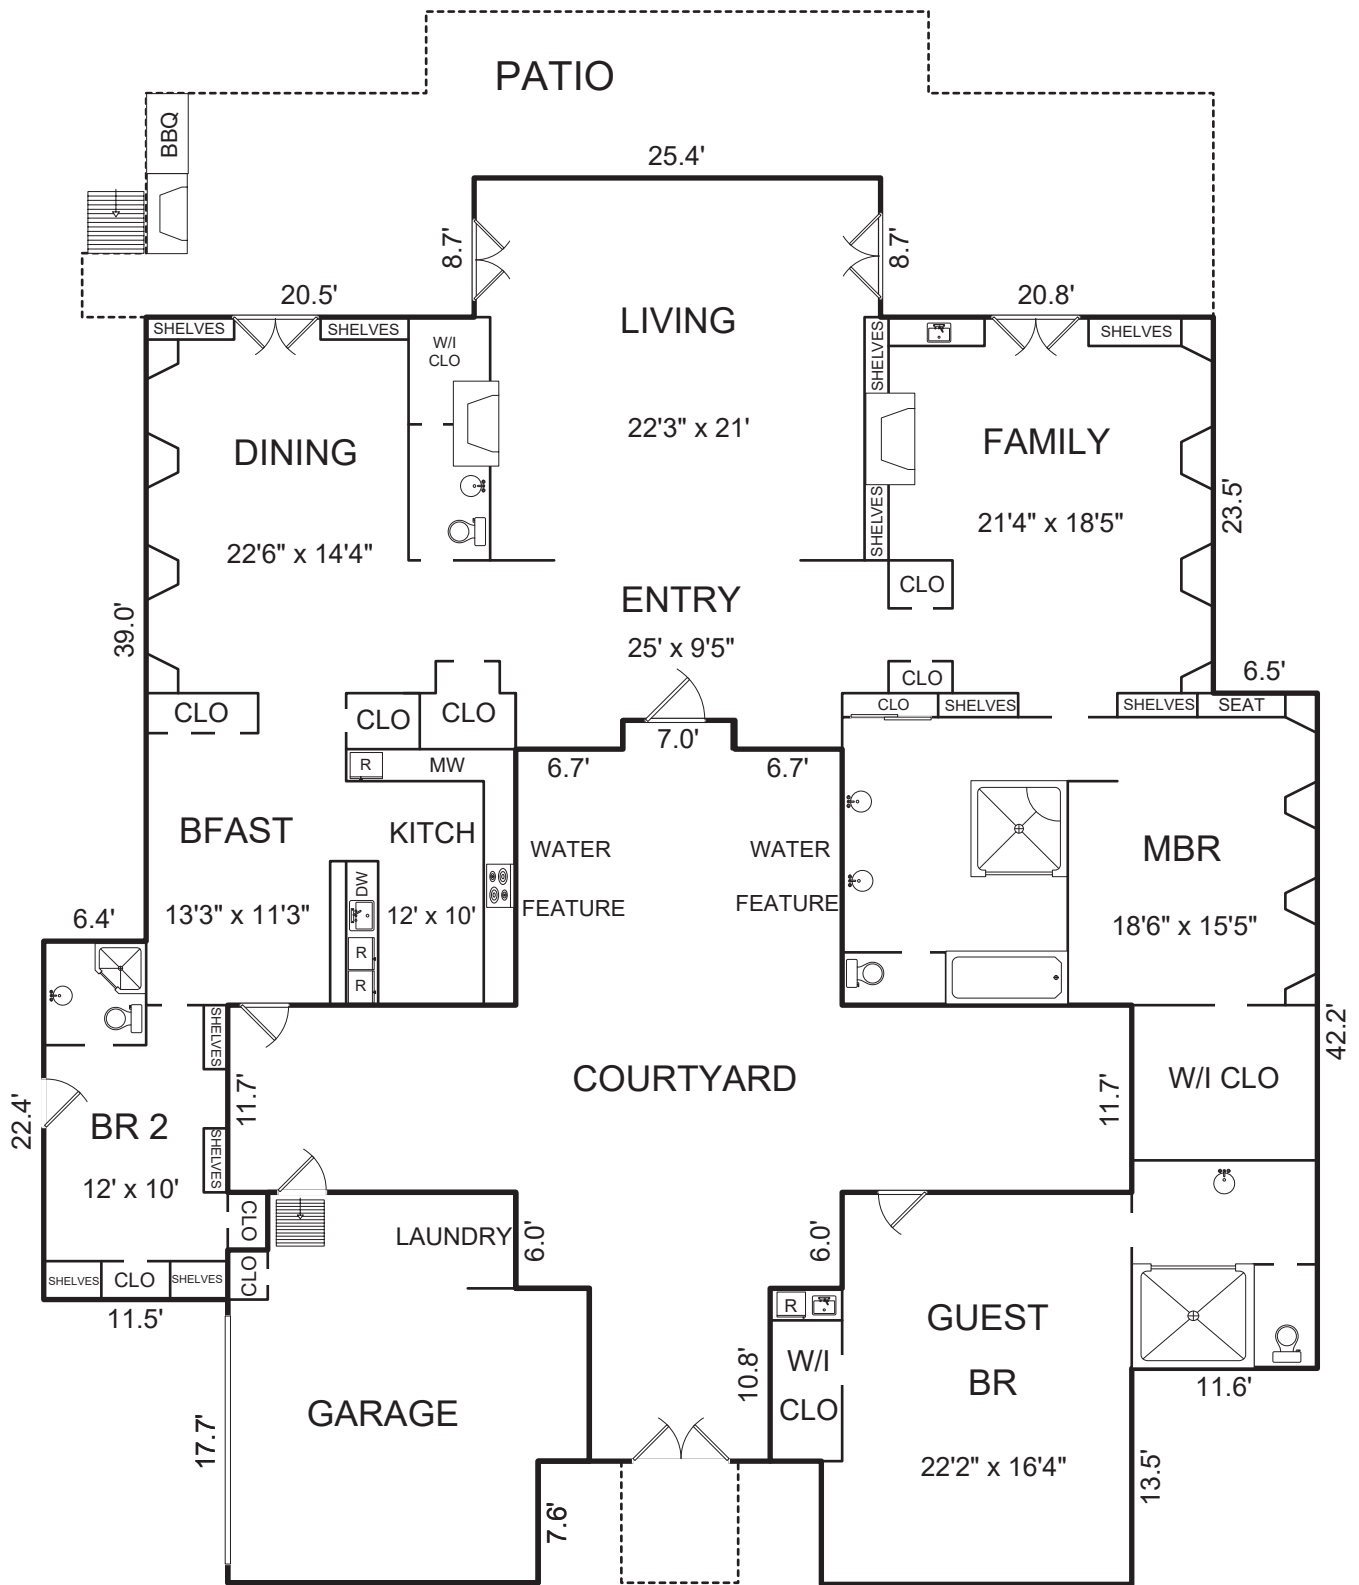 PATIO
BBQ
25.4'
8.7'
8.7'
20.5'
20.8'
SHELVES
SHELVES
W/I
CLO
LIVING
22'3" x 21'
SHELVES
SHELVES
SHELVES
DINING
22'6" x 14'4"
FAMILY
21'4" x 18'5"
23.5'
39.0'
ENTRY
25' x 9'5"
CLO
CLO
6.5'
CLO
CLO
CLO
CLO
SHELVES
SHELVES
SEAT
7.0'
6.7'
6.7'
R
MW
BFAST
13'3" x 11'3"
KITCH
12' x 10'
DW
R
R
WATER
FEATURE
WATER
FEATURE
MBR
18'6" x 15'5"
6.4'
42.2'
SHELVES
SHELVES
11.7'
COURTYARD
11.7'
W/I CLO
22.4'
BR 2
12' x 10'
CLO
CLO
LAUNDRY
6.0'
6.0'
SHELVES
CLO
SHELVES
11.5'
R
W/I
CLO
10.8'
GUEST
BR
22'2" x 16'4"
11.6'
13.5'
GARAGE
17.7'
7.6'